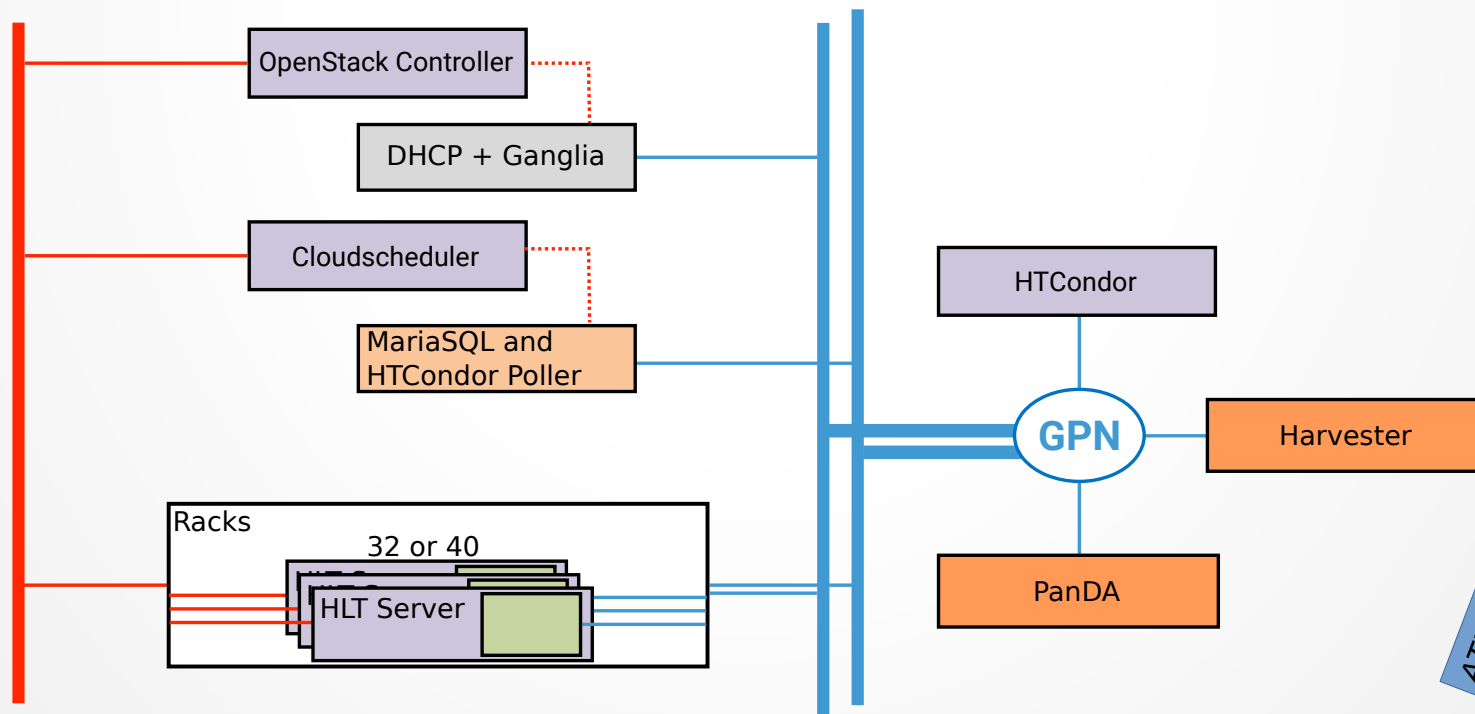 OpenStack Controller
DHCP + Ganglia
Cloudscheduler
HTCondor
MariaSQL and
HTCondor Poller
GPN
Harvester
Racks
32 or 40
HLT Server
PanDA